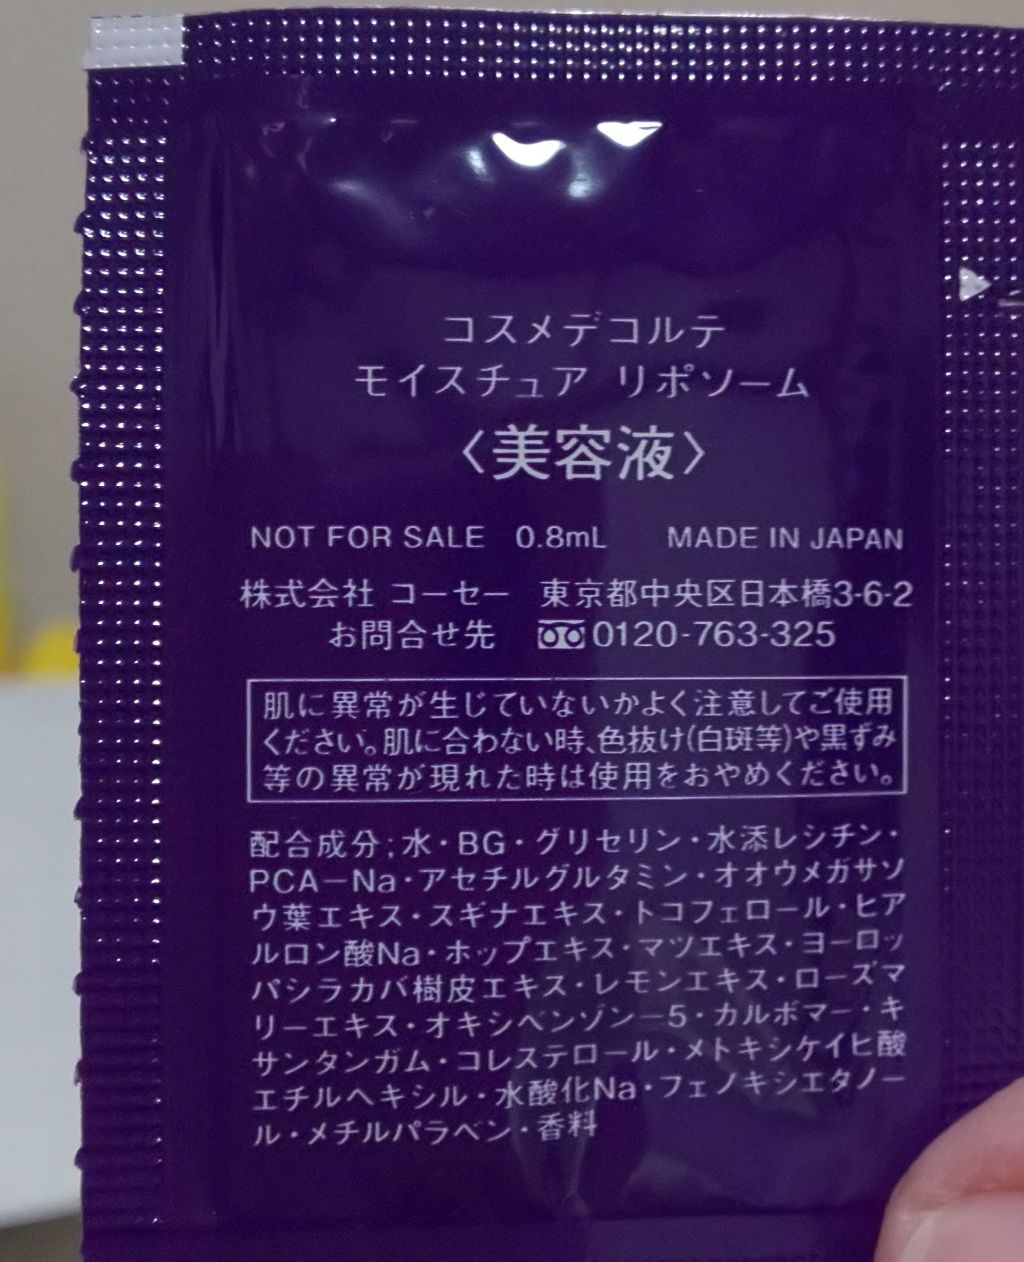 コスメデコルテ
モイスチュア リポソーム
〈美容液〉
NOT FOR SALE 0.8mL MADE IN JAPAN
株式会社 コーセー 東京都中央区日本橋3-6-2
お問合せ先 0120-763-325
肌に異常が生じていないかよく注意してご使用
ください。肌に合わない時、色抜け(白斑等)や黒ずみ
等の異常が現れた時は使用をおやめください。
配合成分;水・BG・グリセリン・水添レシチン・
PCA-Na・アセチルグルタミン・オオウメガサソ
ウ葉エキス・スギナエキス・トコフェロール・ヒア
ルロン酸Na・ホップエキス・マツエキス・ヨーロッ
パシラカバ樹皮エキス・レモンエキス・ローズマ
リーエキス・オキシベンゾン-5・カルボマー・キ
サンタンガム・コレステロール・メトキシケイヒ酸
エチルヘキシル・水酸化Na・フェノキシエタノー
ル・メチルパラベン・香料